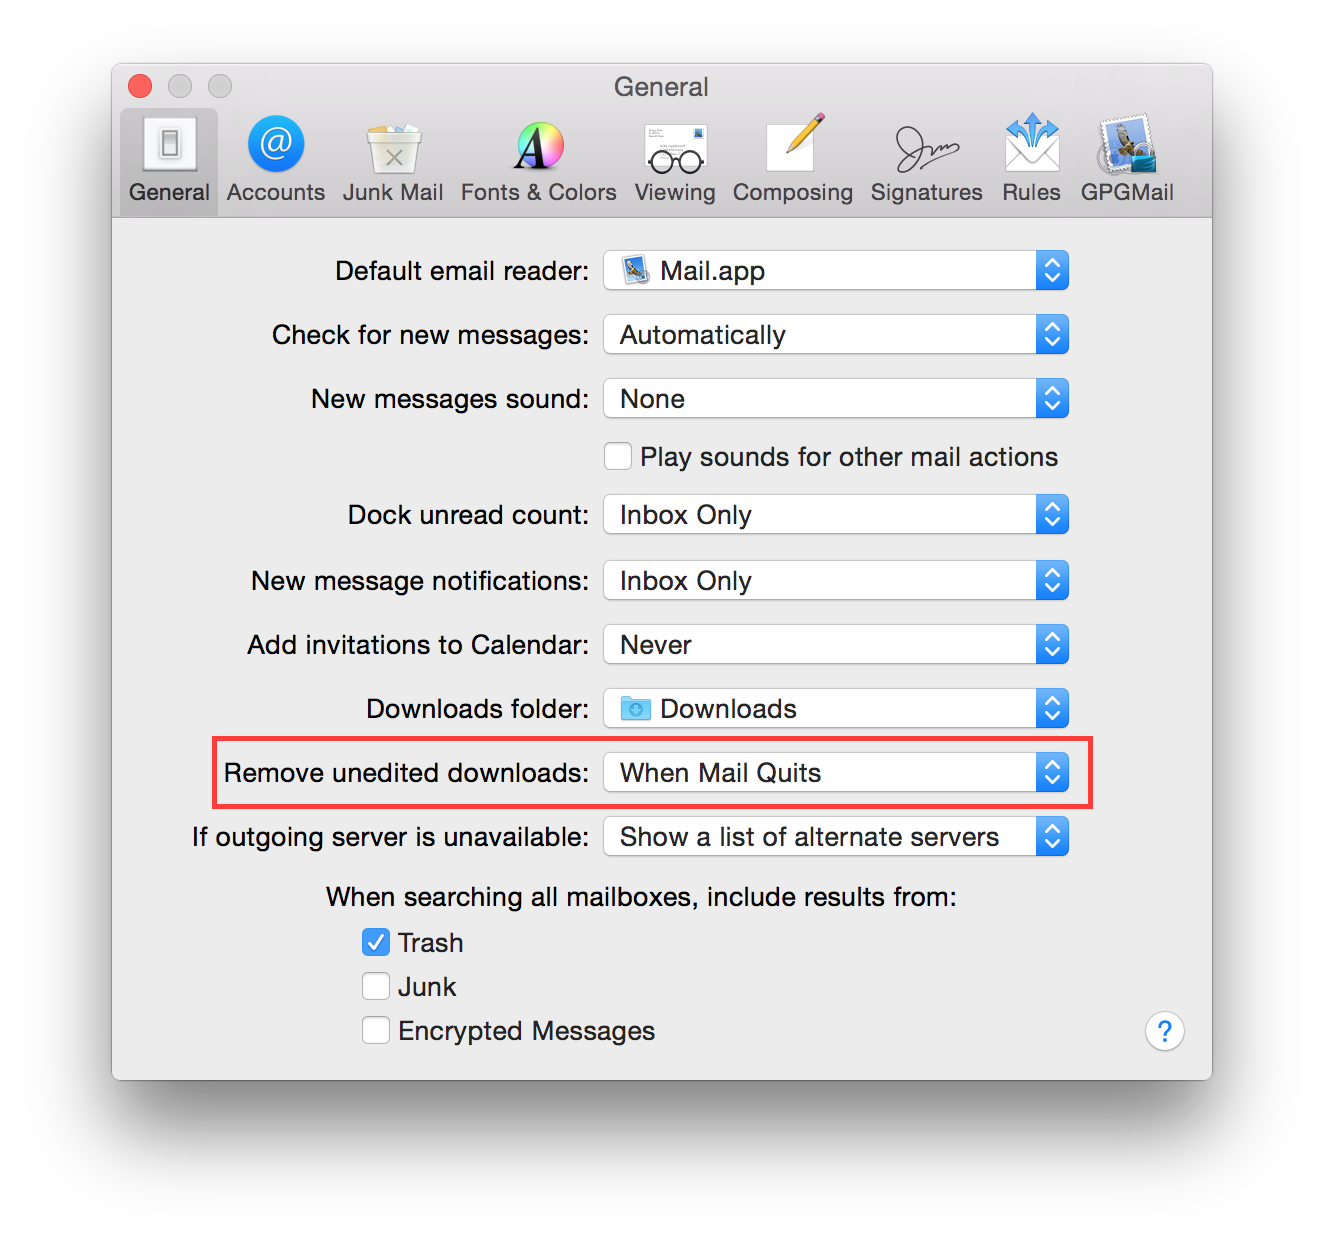 General
General Accounts Junk Mail Fonts & Colors Viewing Composing Signatures Rules GPGMail
Default email reader: Mail.app
Check for new messages: Automatically
New messages sound: None
Play sounds for other mail actions
Dock unread count: Inbox Only
New message notifications: Inbox Only
Add invitations to Calendar: Never
Downloads folder: Downloads
Remove unedited downloads: When Mail Quits
If outgoing server is unavailable: Show a list of alternate servers
When searching all mailboxes, include results from:
Trash
Junk
Encrypted Messages
?